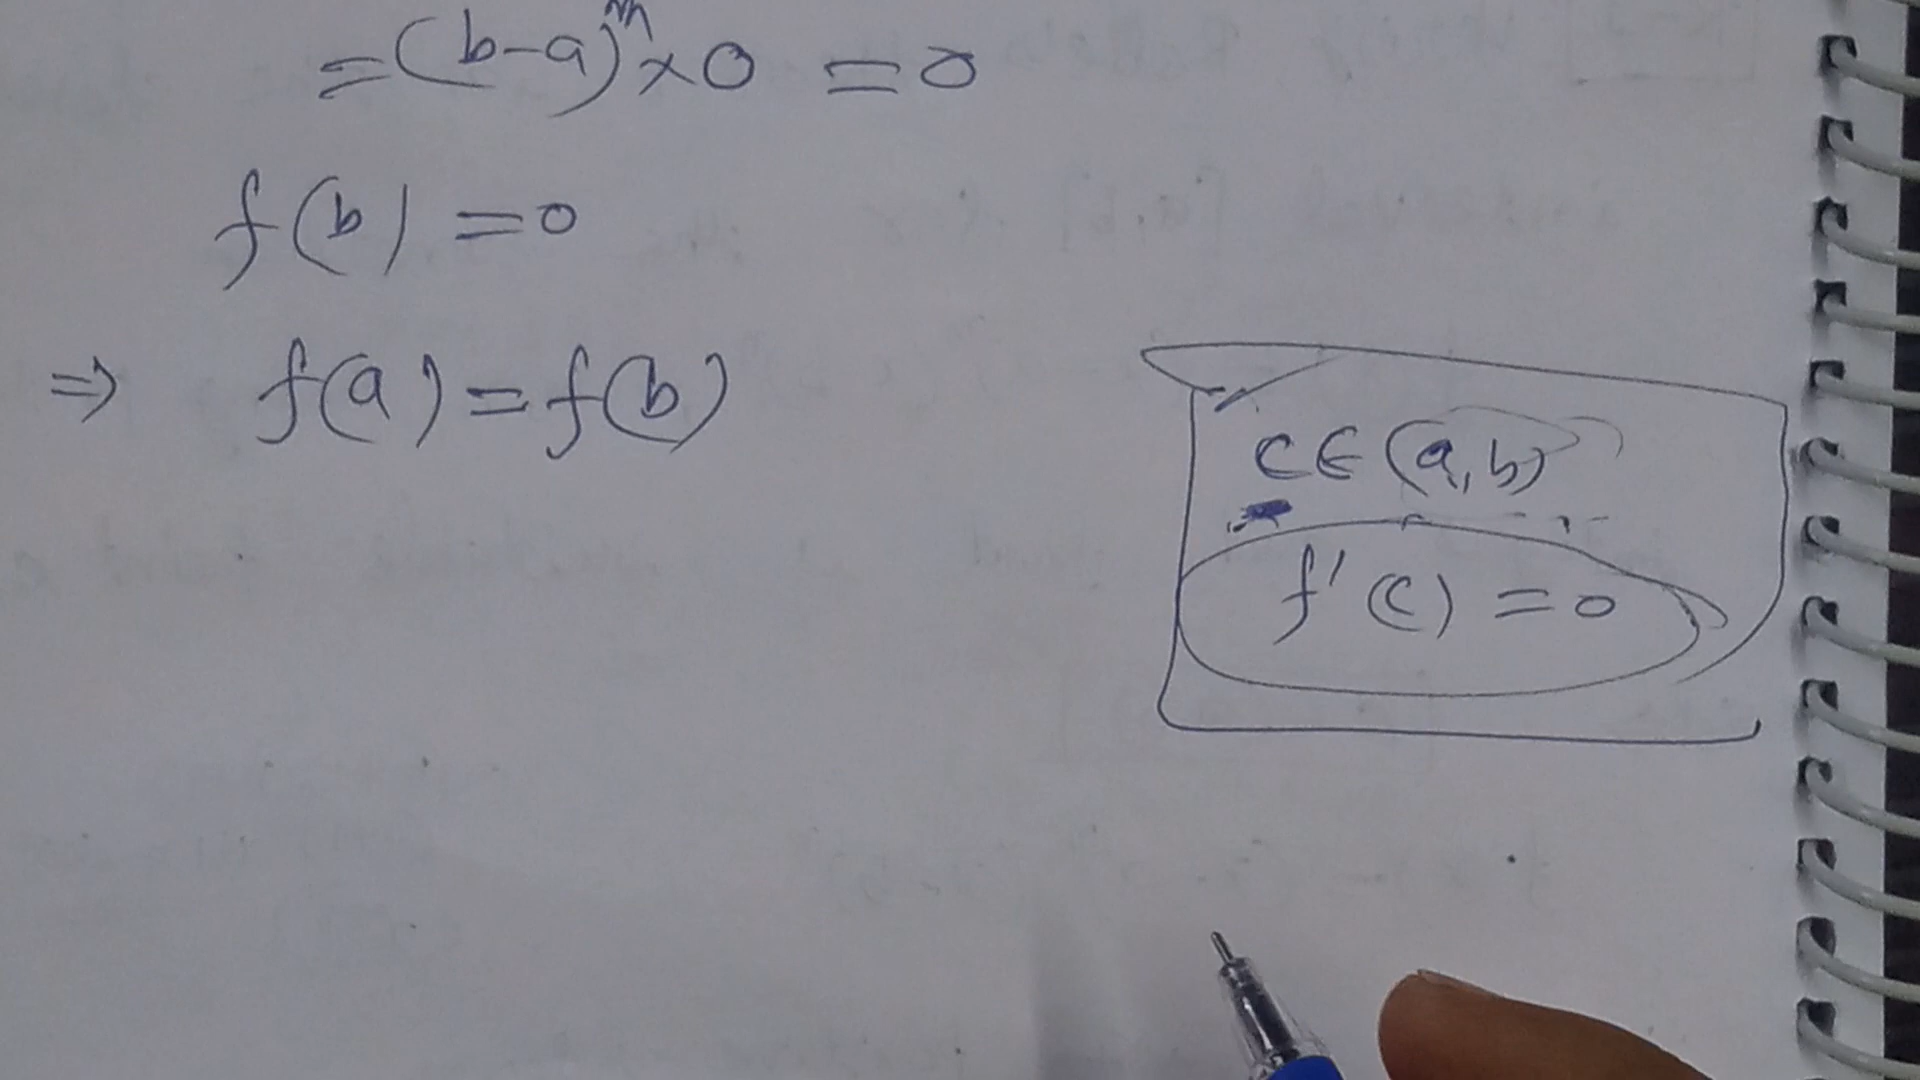 =(b-a)^m×0 =0
f(b) =0
⇒ f(a)=f(b)
c∈(a,b)
f'(c) =0